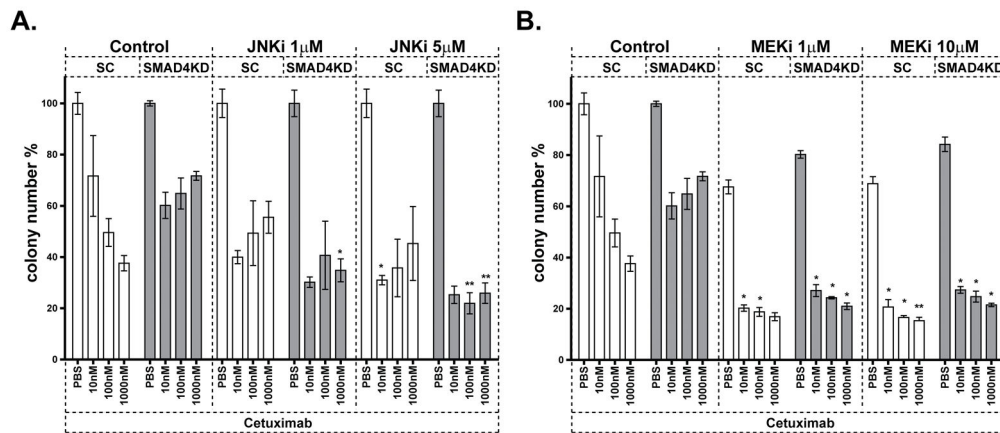 A.
Control JNKi 1μM JNKi 5μM
SC SMAD4KD SC SMAD4KD SC SMAD4KD
colony number %
100
80
60
40
20
0
* * * ** **
PBS 10nM 100nM 1000nM PBS 10nM 100nM 1000nM PBS 10nM 100nM 1000nM PBS 10nM 100nM 1000nM PBS 10nM 100nM 1000nM PBS 10nM 100nM 1000nM
Cetuximab
B.
Control MEKi 1μM MEKi 10μM
SC SMAD4KD SC SMAD4KD SC SMAD4KD
colony number %
100
80
60
40
20
0
* * * * * * * ** * * *
PBS 10nM 100nM 1000nM PBS 10nM 100nM 1000nM PBS 10nM 100nM 1000nM PBS 10nM 100nM 1000nM PBS 10nM 100nM 1000nM PBS 10nM 100nM 1000nM
Cetuximab